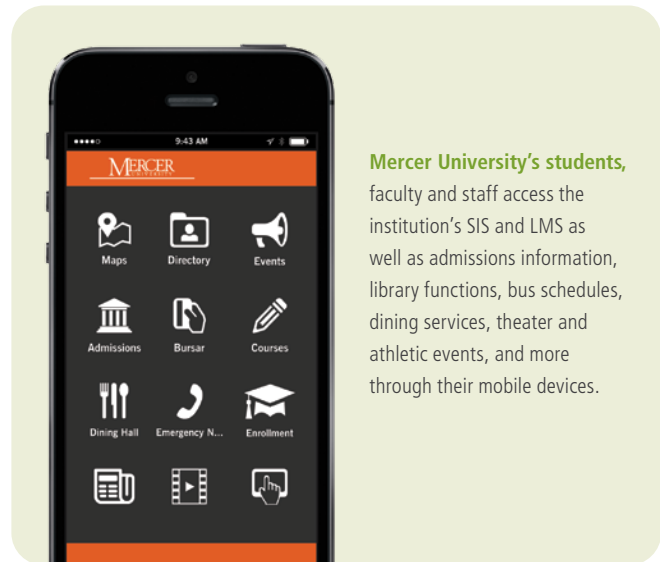 9:43 AM
MERCER
UNIVERSITY
Maps Directory Events
Admissions Bursar Courses
Dining Hall Emergency N... Enrollment
Mercer University's students,
faculty and staff access the
institution's SIS and LMS as
well as admissions information,
library functions, bus schedules,
dining services, theater and
athletic events, and more
through their mobile devices.